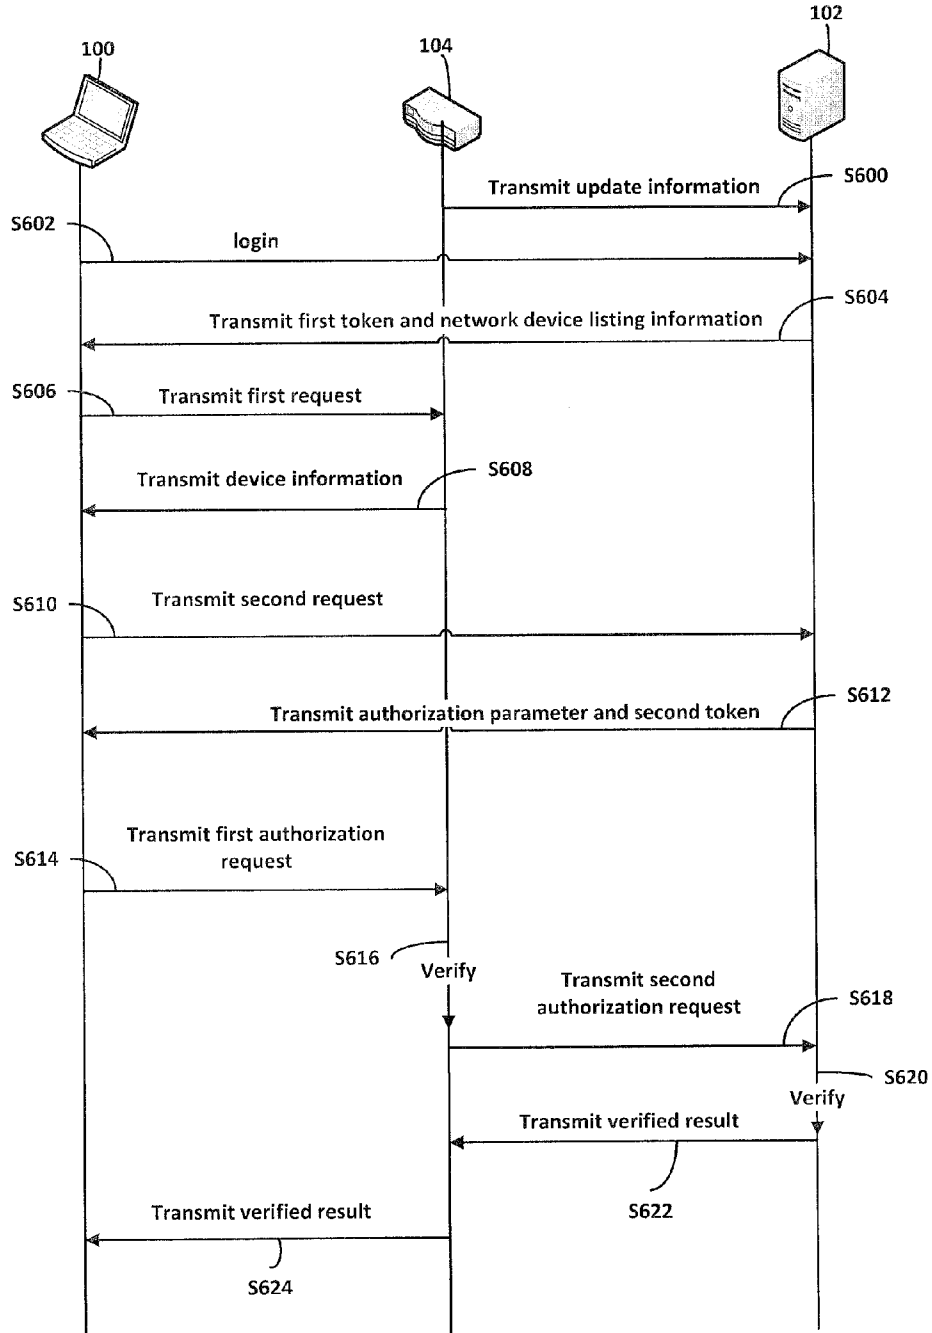 102
100
104
Transmit update information
S600
S602
login
S604
Transmit first token and network device listing information
S606
Transmit first request
S608
Transmit device information
S610
Transmit second request
S612
Transmit authorization parameter and second token
Transmit first authorization
request
S614
S616
Verify
Transmit second
authorization request
S618
S620
Verify
Transmit verified result
S622
Transmit verified result
S624